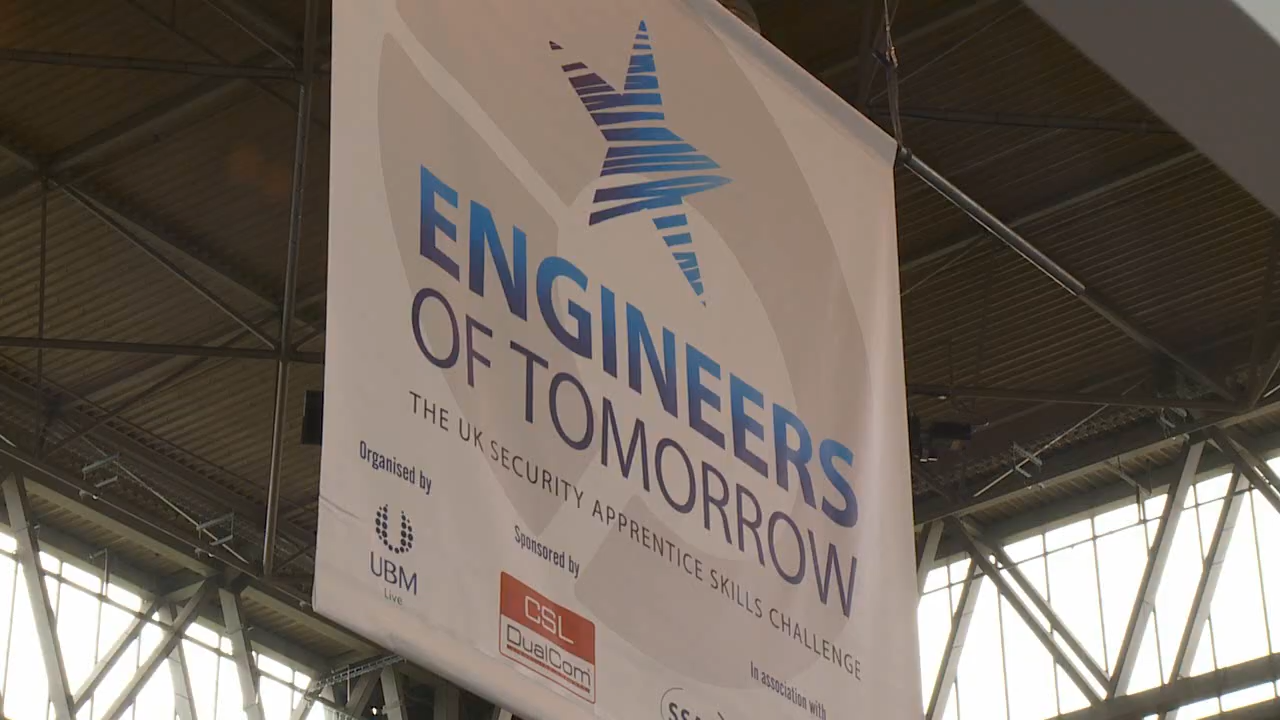 ENGINEERS
OF TOMORROW
THE UK SECURITY APPRENTICE SKILLS CHALLENGE
Organised by
UBM
Live
Sponsored by
CSL
DualCom
In association with